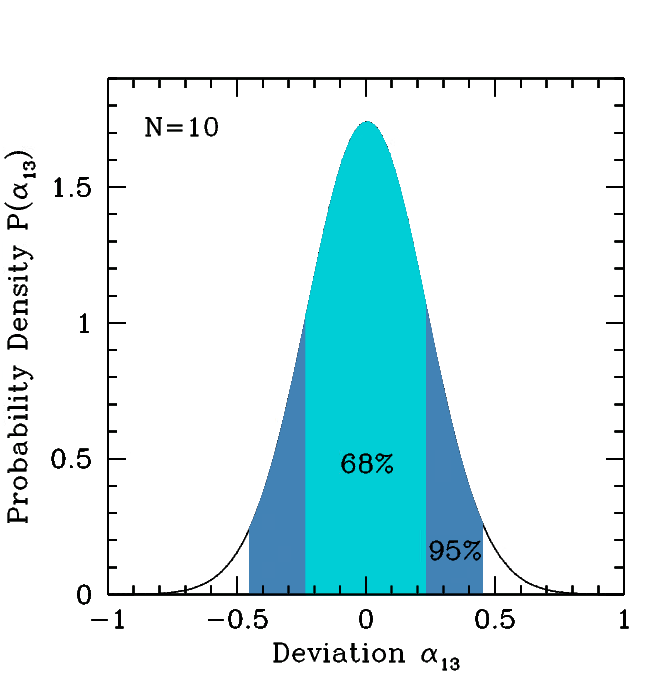 N=10
Probability Density P(α₁₃)
1.5
1
0.5
0
68%
95%
−1 −0.5 0 0.5 1
Deviation α₁₃